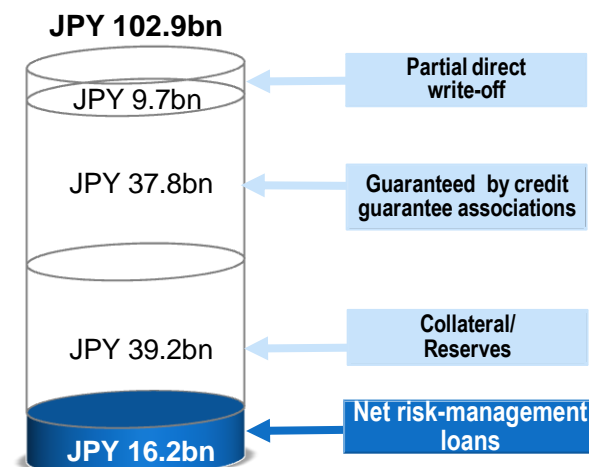 JPY 102.9bn
Partial direct
write-off
JPY 9.7bn
JPY 37.8bn
Guaranteed by credit
guarantee associations
JPY 39.2bn
Collateral/
Reserves
Net risk-management
loans
JPY 16.2bn